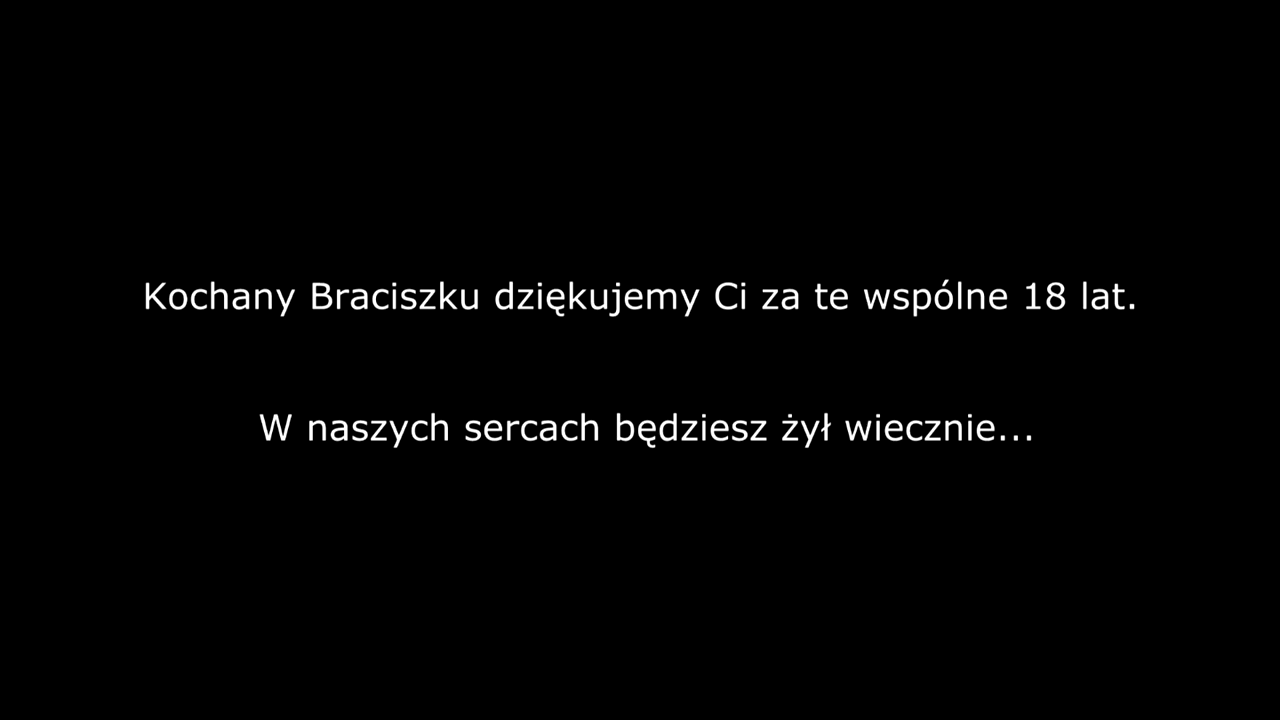 Kochany Braciszku dziękujemy Ci za te wspólne 18 lat.
W naszych sercach będziesz żył wiecznie...